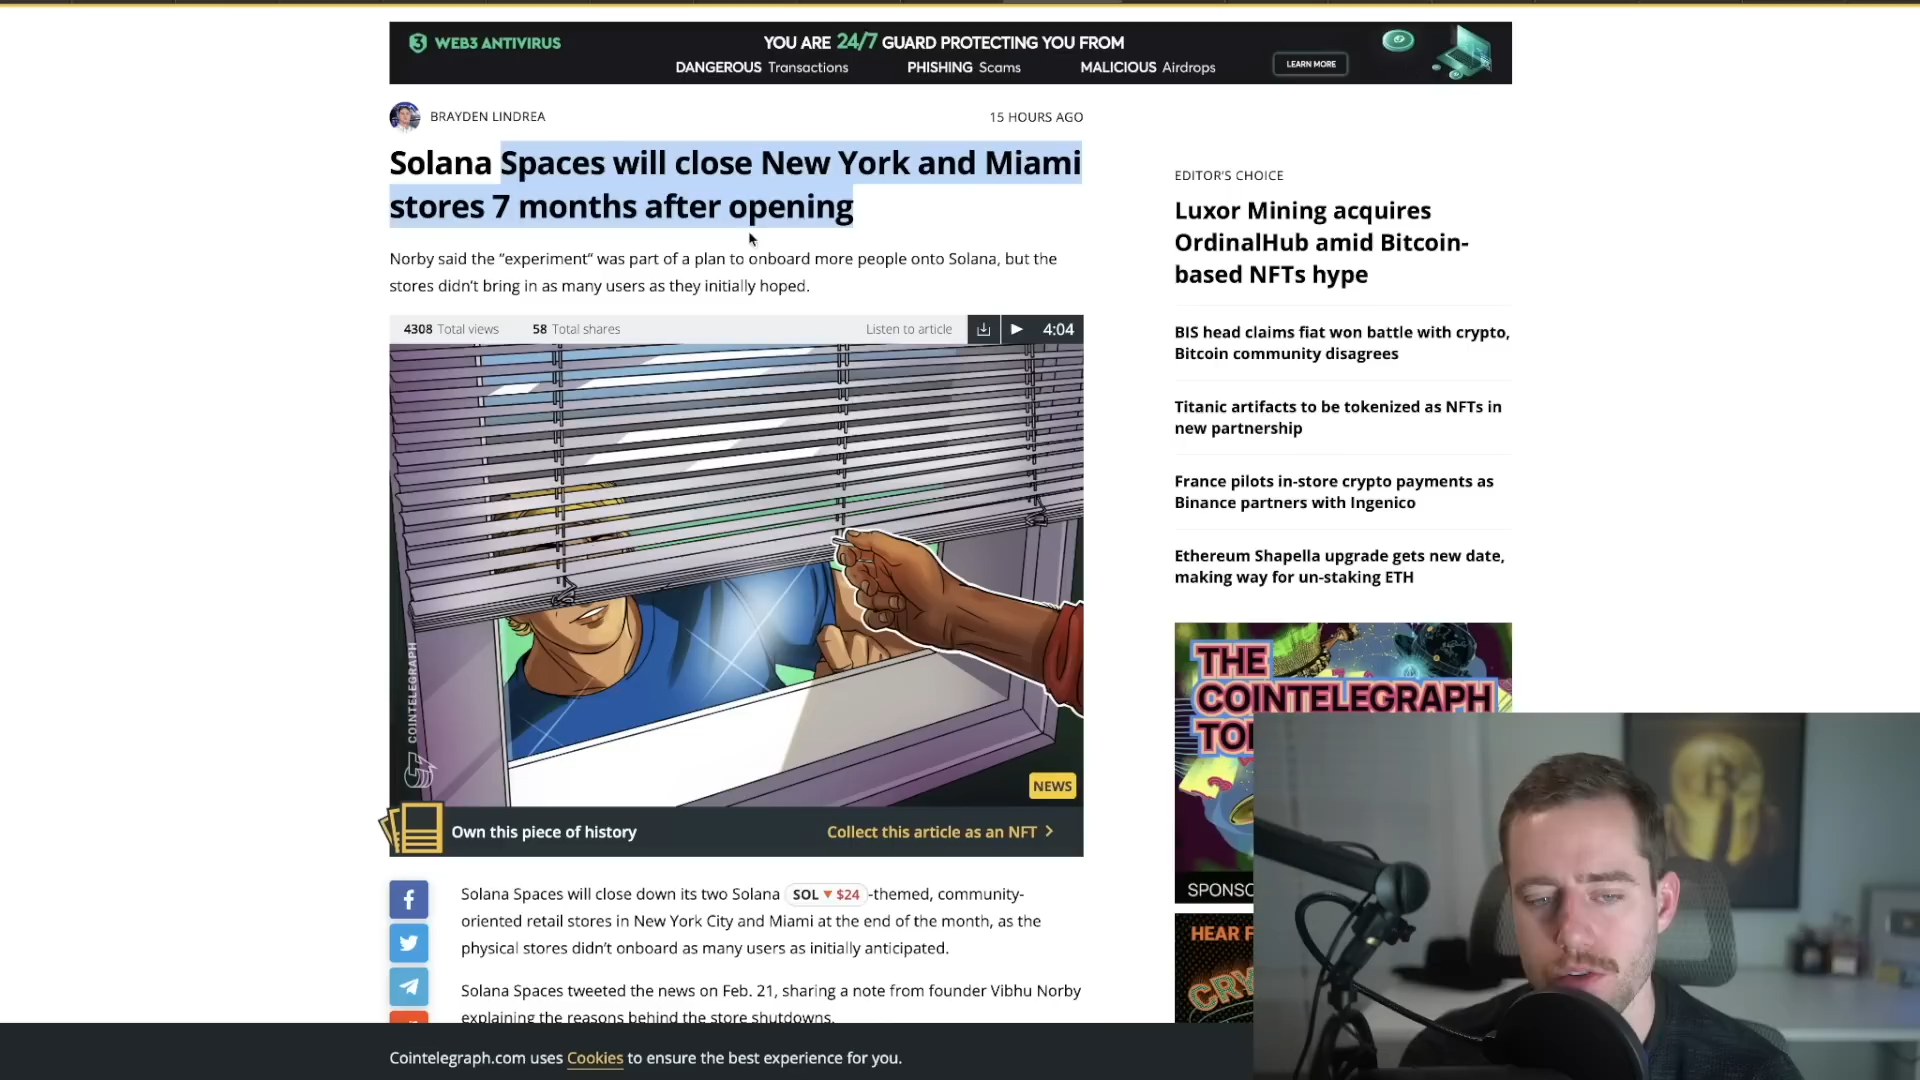 WEB3 ANTIVIRUS
YOU ARE 24/7 GUARD PROTECTING YOU FROM
DANGEROUS Transactions PHISHING Scams MALICIOUS Airdrops
LEARN MORE
BRAYDEN LINDREA
15 HOURS AGO
Solana Spaces will close New York and Miami
stores 7 months after opening
Norby said the “experiment” was part of a plan to onboard more people onto Solana, but the
stores didn’t bring in as many users as they initially hoped.
4308 Total views 58 Total shares Listen to article 4:04
COINTELEGRAPH
NEWS
Own this piece of history Collect this article as an NFT
Solana Spaces will close down its two Solana SOL ▼ $24 -themed, community-
oriented retail stores in New York City and Miami at the end of the month, as the
physical stores didn’t onboard as many users as initially anticipated.
Solana Spaces tweeted the news on Feb. 21, sharing a note from founder Vibhu Norby
explaining the reasons behind the store shutdowns.
EDITOR’S CHOICE
Luxor Mining acquires
OrdinalHub amid Bitcoin-
based NFTs hype
BIS head claims fiat won battle with crypto,
Bitcoin community disagrees
Titanic artifacts to be tokenized as NFTs in
new partnership
France pilots in-store crypto payments as
Binance partners with Ingenico
Ethereum Shapella upgrade gets new date,
making way for un-staking ETH
THE
COINTELEGRAPH
TO
SPONSO
HEAR F
CRY
Cointelegraph.com uses Cookies to ensure the best experience for you.